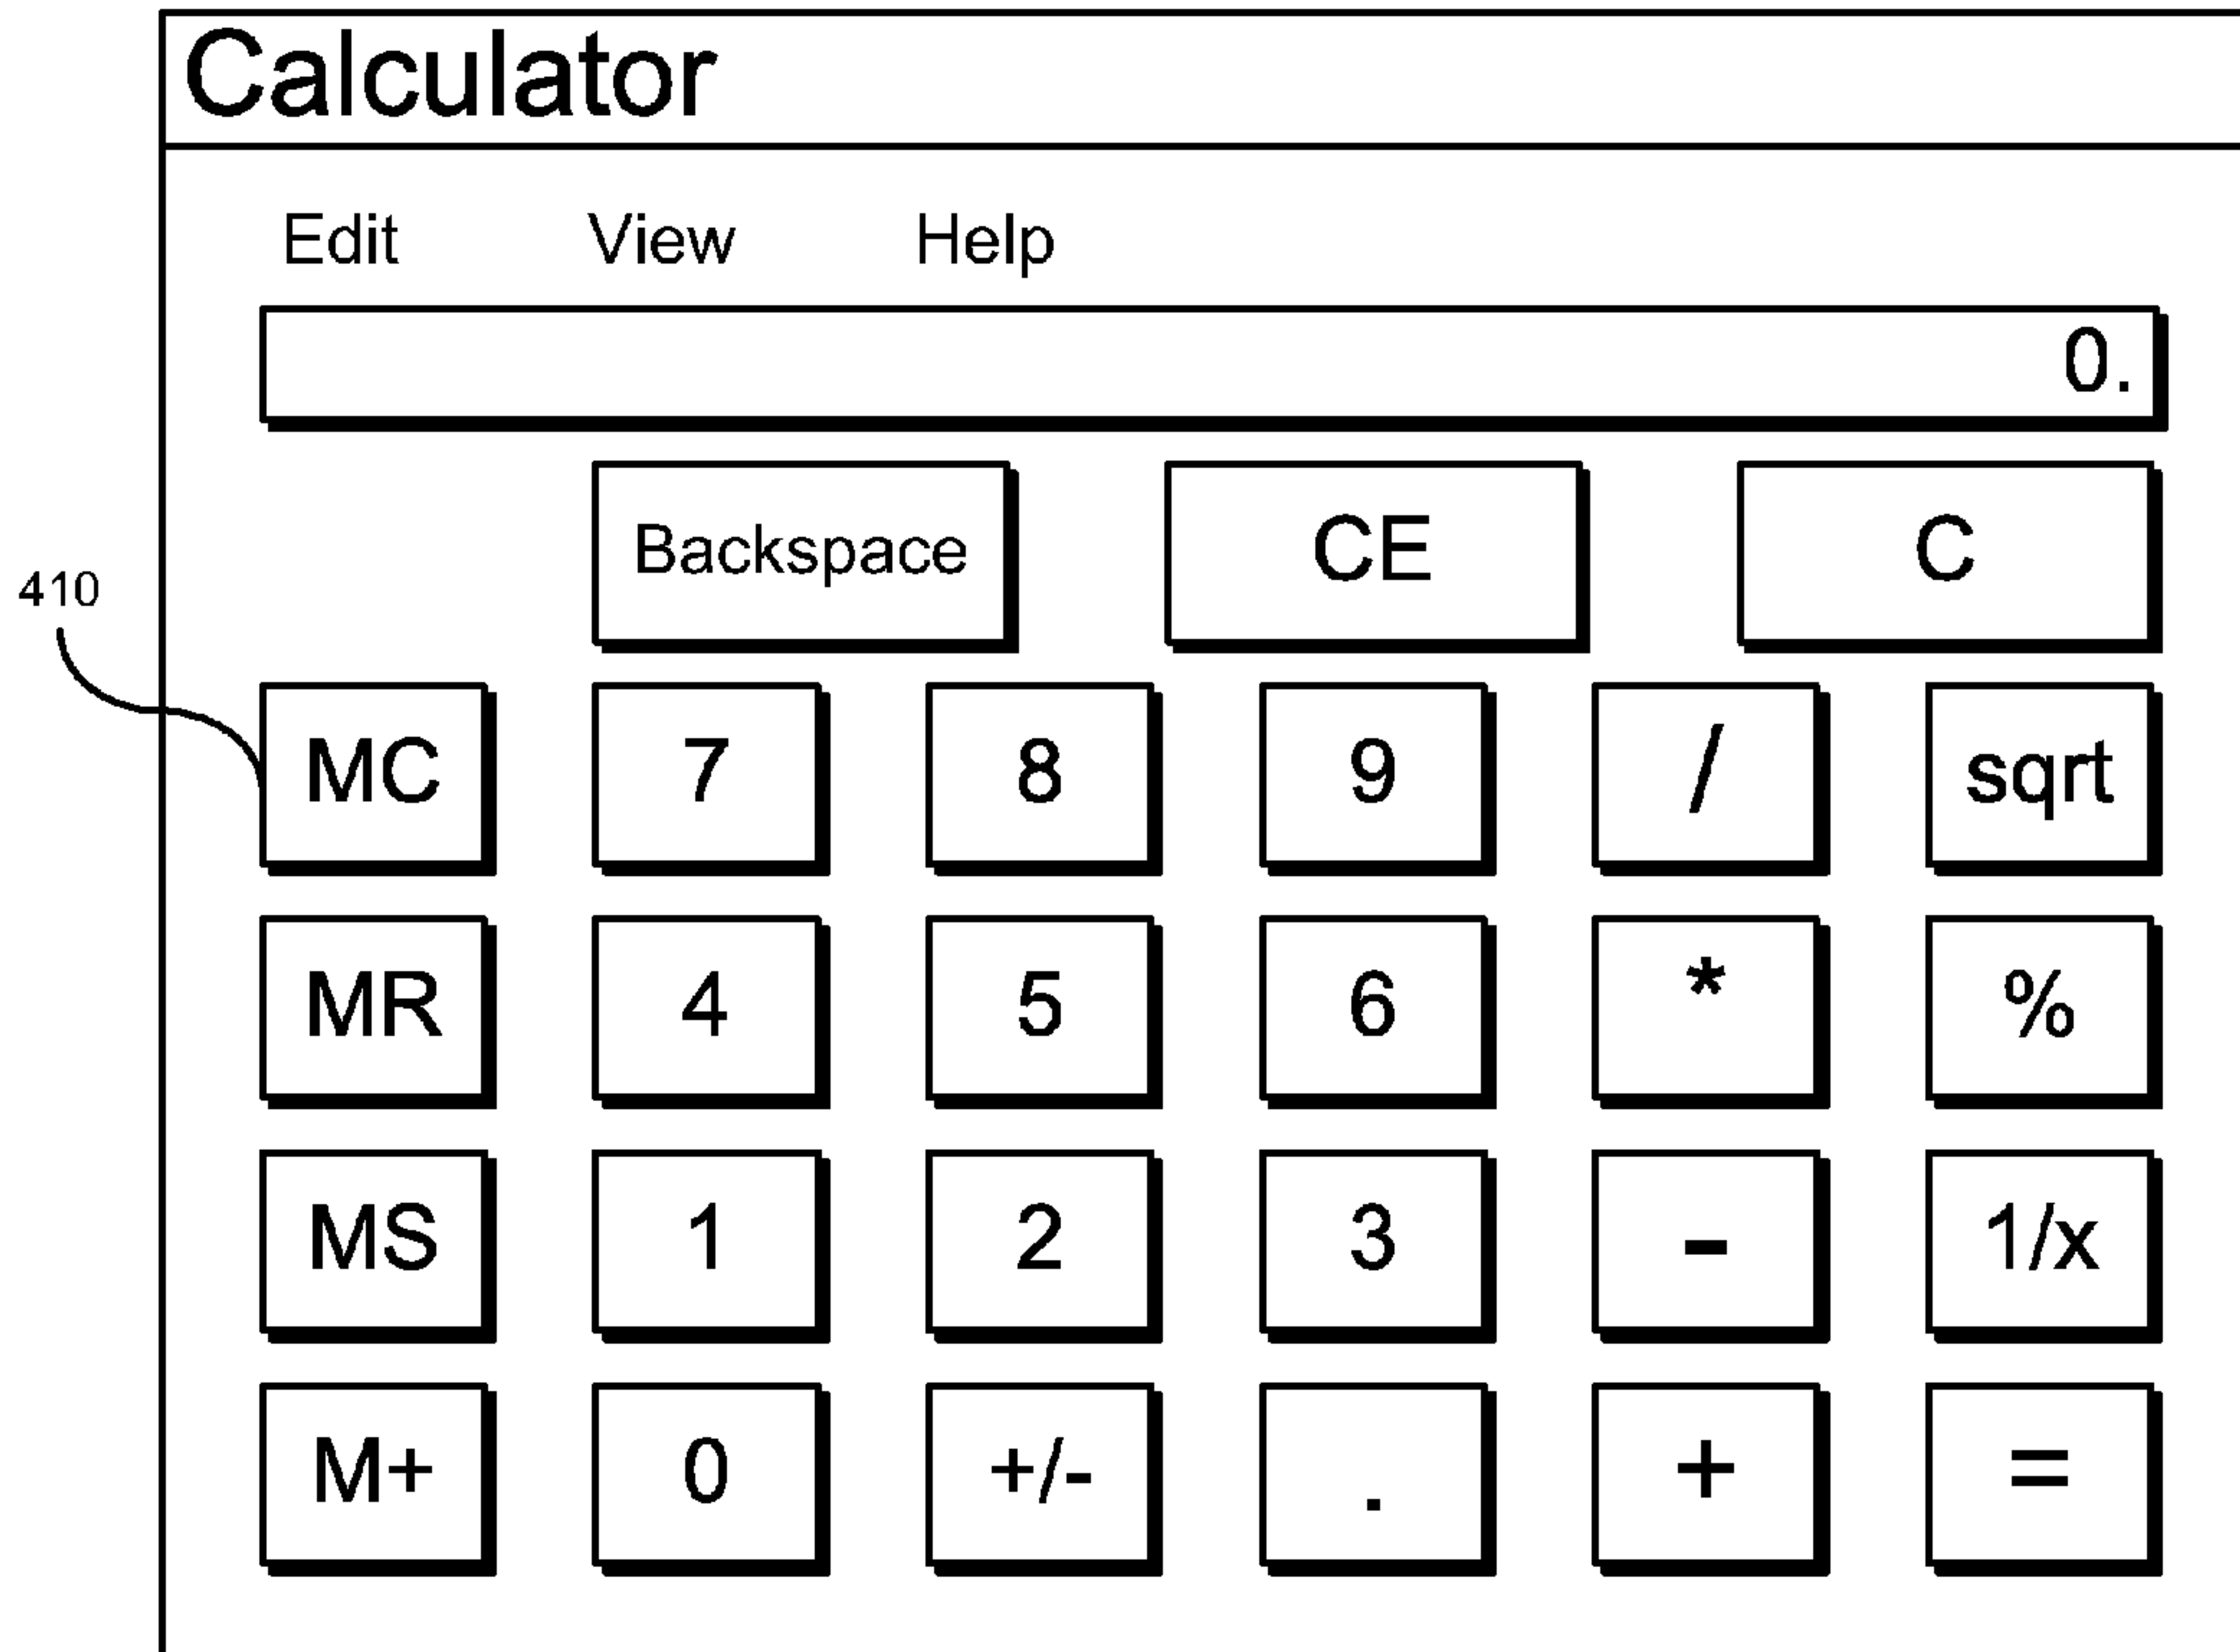 Calculator
Edit View Help
0.
Backspace CE C
410
MC 7 8 9 / sqrt
MR 4 5 6 * %
MS 1 2 3 - 1/x
M+ 0 +/- . + =